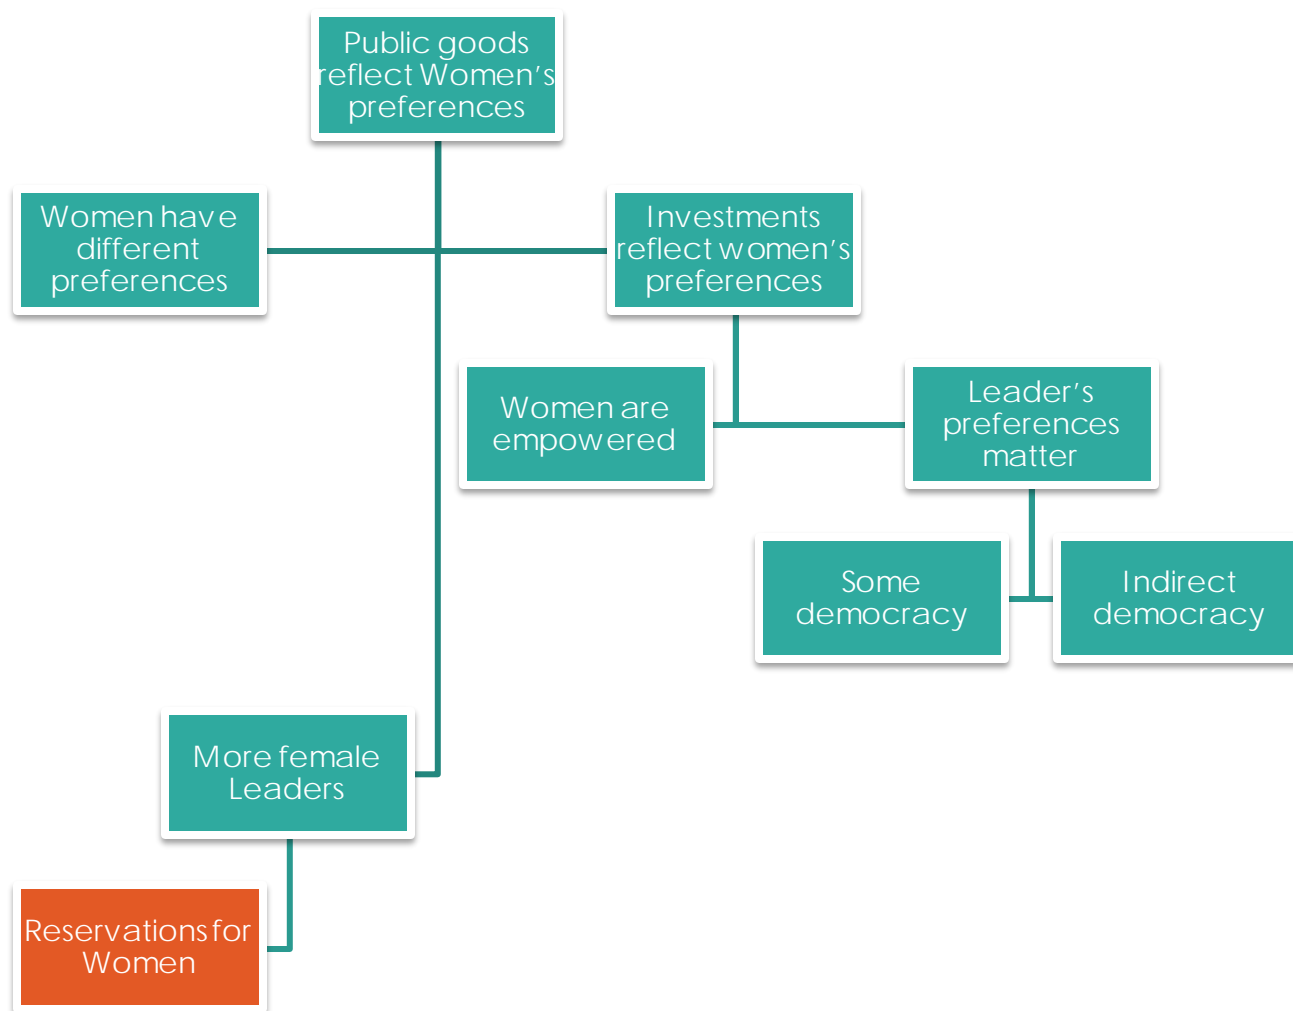 Public goods
reflect Women's
preferences
Women have
different
preferences
Investments
reflect women's
preferences
Women are
empowered
Leader's
preferences
matter
Some
democracy
Indirect
democracy
More female
Leaders
Reservations for
Women